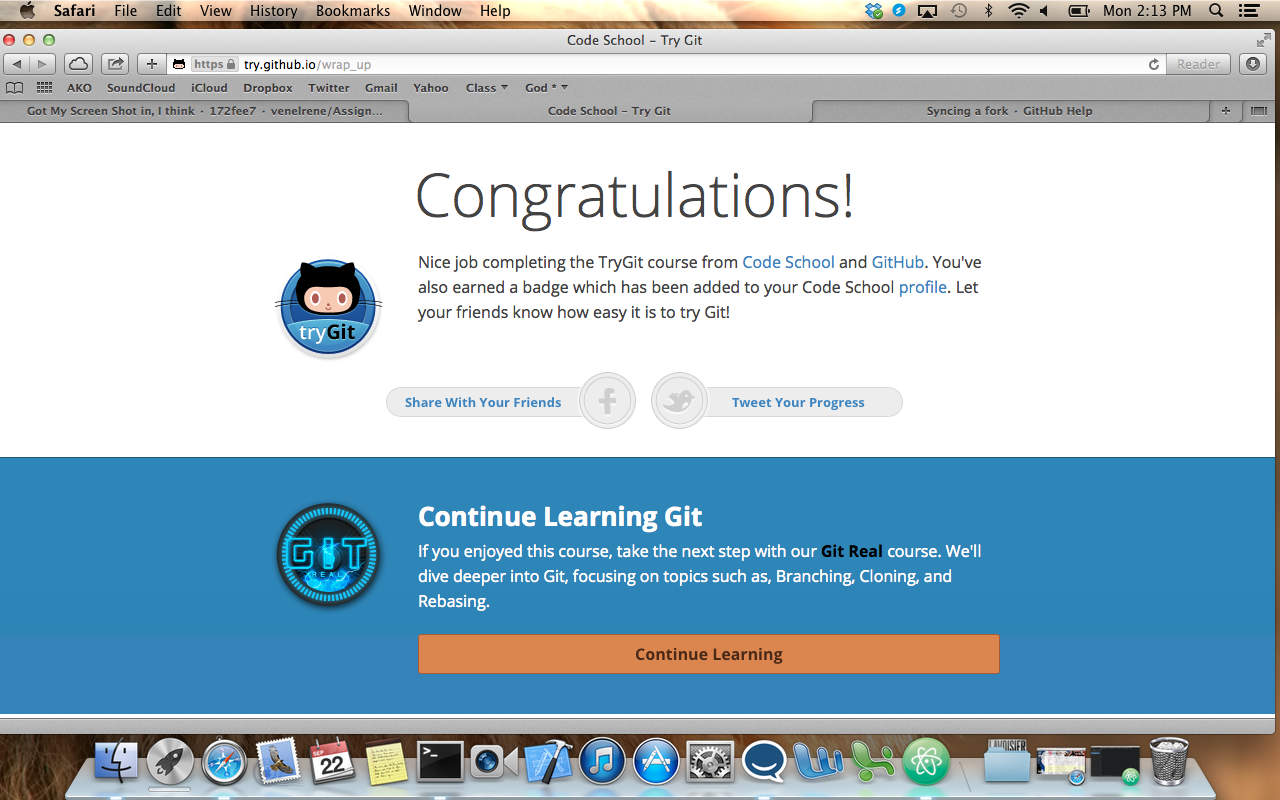 Safari File Edit View History Bookmarks Window Help Mon 2:13 PM
Code School – Try Git
https try.github.io/wrap_up Reader
AKO SoundCloud iCloud Dropbox Twitter Gmail Yahoo Class God *
Got My Screen Shot in, I think · 172fee7 · venelrene/Assign... Code School – Try Git Syncing a fork · GitHub Help
Congratulations!
Nice job completing the TryGit course from Code School and GitHub. You've
also earned a badge which has been added to your Code School profile. Let
your friends know how easy it is to try Git!
tryGit
Share With Your Friends Tweet Your Progress
Continue Learning Git
If you enjoyed this course, take the next step with our Git Real course. We'll
dive deeper into Git, focusing on topics such as, Branching, Cloning, and
Rebasing.
GIT
REAL
Continue Learning
SEP
22
LAVOISIER